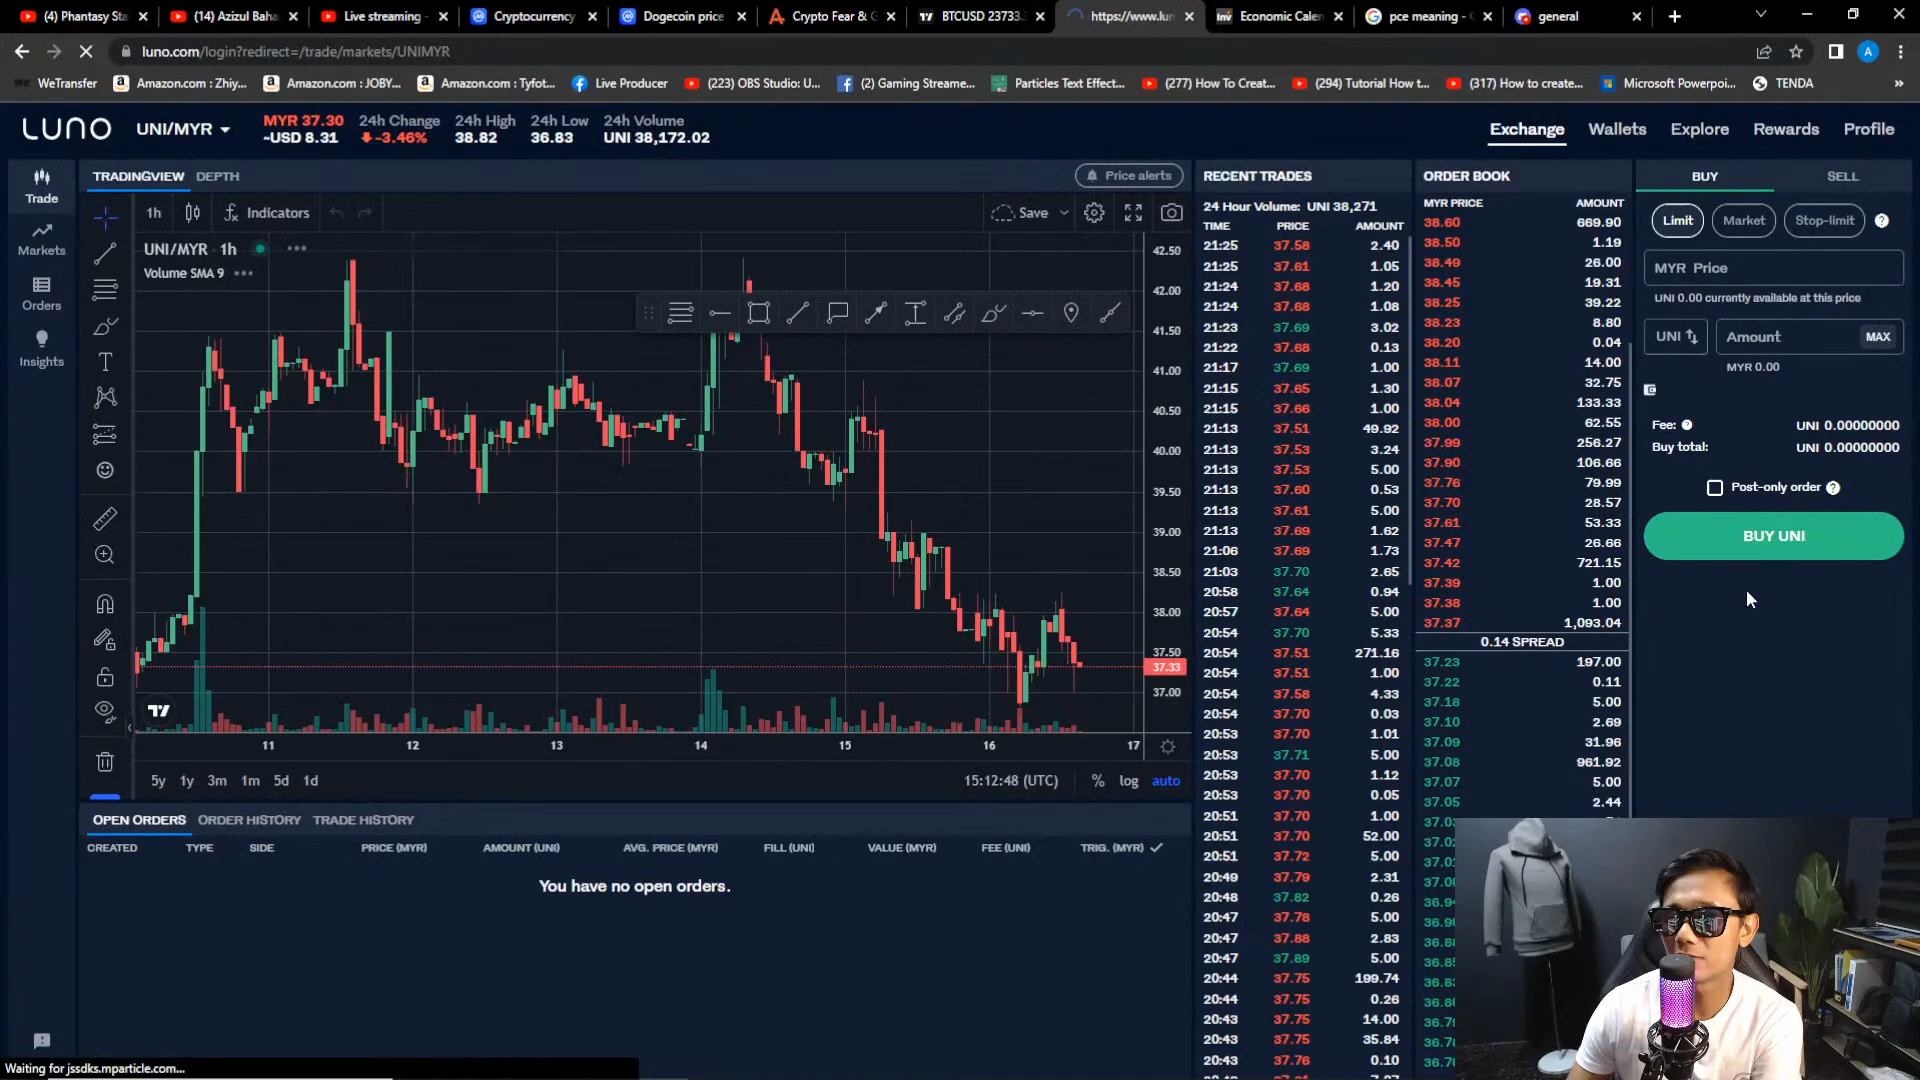 (4) Phantasy Sta
(14) Azizul Baha
Live streaming -
Cryptocurrency
Dogecoin price
Crypto Fear & G
BTCUSD 23733.
https://www.lun
Economic Calen
pce meaning -
general
luno.com/login?redirect=/trade/markets/UNIMYR
WeTransfer
Amazon.com : Zhiy...
Amazon.com : JOBY,...
Amazon.com : Tyfot...
Live Producer
(223) OBS Studio: U...
(2) Gaming Streame...
Particles Text Effect...
(277) How To Creat...
(294) Tutorial How t...
(317) How to create...
Microsoft Powerpoi...
TENDA
LUNO
UNI/MYR
MYR 37.30
~USD 8.31
24h Change
-3.46%
24h High
38.82
24h Low
36.83
24h Volume
UNI 38,172.02
Exchange
Wallets
Explore
Rewards
Profile
Trade
Markets
Orders
Insights
TRADINGVIEW
DEPTH
Price alerts
1h
Indicators
Save
UNI/MYR · 1h
Volume SMA 9
42.50
42.00
41.50
41.00
40.50
40.00
39.50
39.00
38.50
38.00
37.50
37.33
37.00
11 12 13 14 15 16 17
5y 1y 3m 1m 5d 1d
15:12:48 (UTC)
% log auto
OPEN ORDERS
ORDER HISTORY
TRADE HISTORY
CREATED TYPE SIDE PRICE (MYR) AMOUNT (UNI) AVG. PRICE (MYR) FILL (UNI) VALUE (MYR) FEE (UNI) TRIG. (MYR)
You have no open orders.
RECENT TRADES
24 Hour Volume: UNI 38,271
TIME PRICE AMOUNT
21:25 37.58 2.40
21:25 37.61 1.05
21:24 37.68 1.20
21:24 37.68 1.08
21:23 37.69 3.02
21:22 37.68 0.13
21:17 37.69 1.00
21:15 37.65 1.30
21:15 37.66 1.00
21:13 37.51 49.92
21:13 37.53 3.24
21:13 37.53 5.00
21:13 37.60 0.53
21:13 37.61 5.00
21:13 37.69 1.62
21:06 37.69 1.73
21:03 37.70 2.65
20:58 37.64 0.94
20:57 37.64 5.00
20:54 37.70 5.33
20:54 37.51 271.16
20:54 37.51 1.00
20:54 37.58 4.33
20:54 37.70 0.03
20:53 37.70 1.01
20:53 37.71 5.00
20:53 37.70 1.12
20:53 37.70 0.05
20:51 37.70 1.00
20:51 37.70 52.00
20:51 37.72 5.00
20:49 37.79 2.31
20:48 37.82 0.26
20:47 37.78 5.00
20:47 37.88 2.83
20:47 37.89 5.00
20:44 37.75 199.74
20:44 37.75 0.26
20:43 37.75 14.00
20:43 37.75 35.84
20:43 37.76 0.10
ORDER BOOK
MYR PRICE AMOUNT
38.60 669.90
38.50 1.19
38.49 26.00
38.45 19.31
38.25 39.22
38.23 8.80
38.20 0.04
38.11 14.00
38.07 32.75
38.04 133.33
38.00 62.55
37.99 256.27
37.90 106.66
37.76 79.99
37.70 28.57
37.61 53.33
37.47 26.66
37.42 721.15
37.39 1.00
37.38 1.00
37.37 1,093.04
0.14 SPREAD
37.23 197.00
37.22 0.11
37.18 5.00
37.10 2.69
37.09 31.96
37.08 961.92
37.07 5.00
37.05 2.44
BUY
SELL
Limit
Market
Stop-limit
MYR Price
UNI 0.00 currently available at this price
UNI
Amount
MAX
MYR 0.00
Fee: UNI 0.00000000
Buy total: UNI 0.00000000
Post-only order
BUY UNI
Waiting for jssdks.mparticle.com...